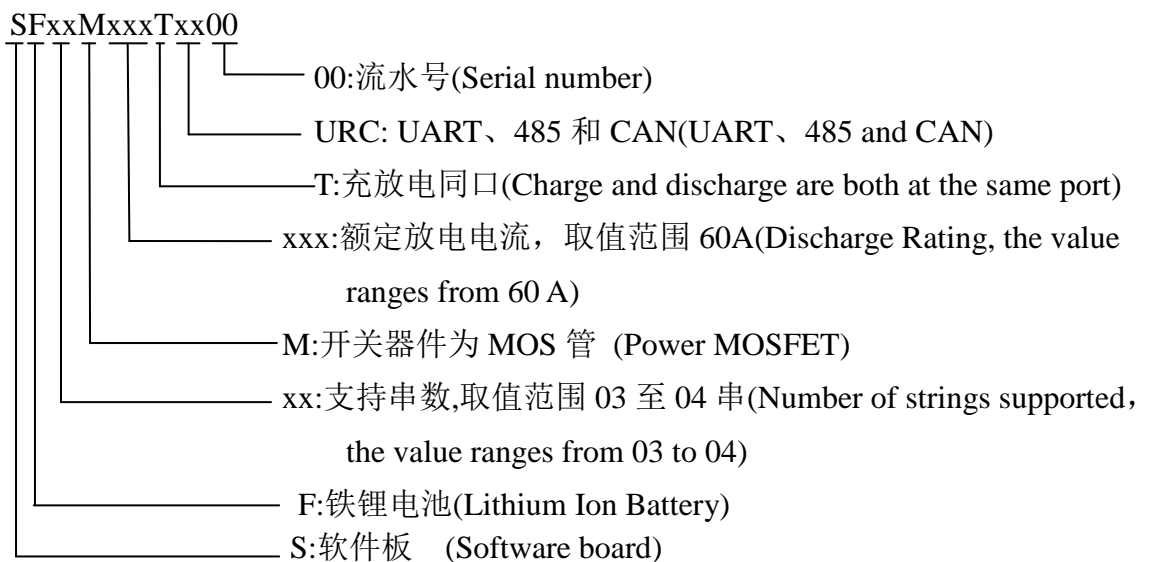 SFxxMxxxTxx00
00:流水号(Serial number)
URC: UART、485 和 CAN(UART、485 and CAN)
T:充放电同口(Charge and discharge are both at the same port)
xxx:额定放电电流，取值范围 60A(Discharge Rating, the value
ranges from 60 A)
M:开关器件为 MOS 管 (Power MOSFET)
xx:支持串数,取值范围 03 至 04 串(Number of strings supported，
the value ranges from 03 to 04)
F:铁锂电池(Lithium Ion Battery)
S:软件板 (Software board)